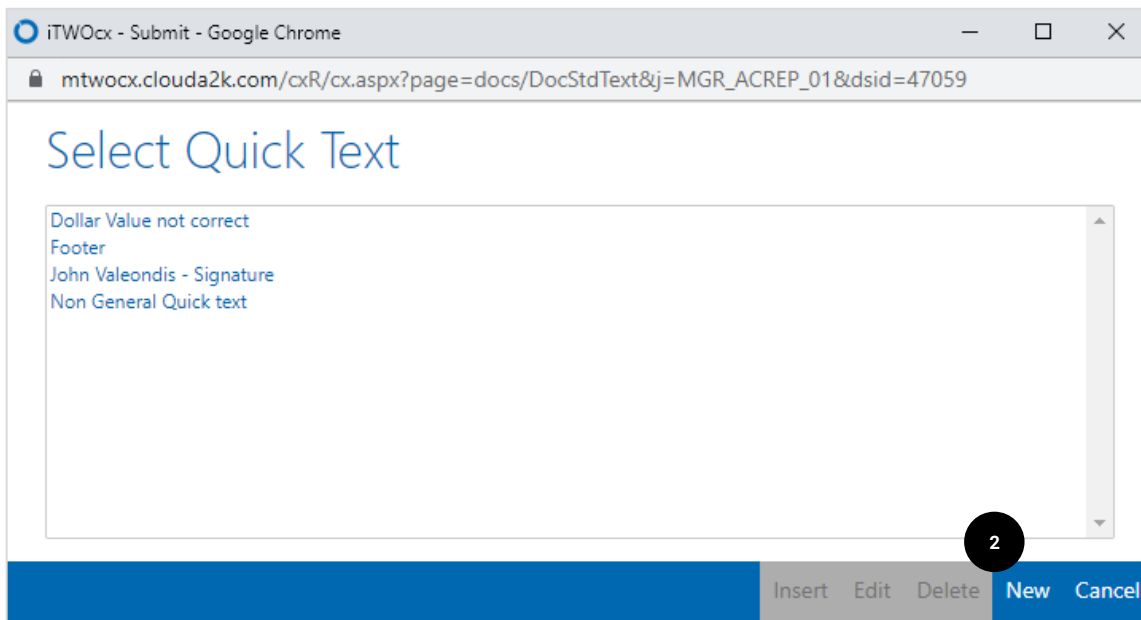 iTWOcx - Submit - Google Chrome
mtwocx.clouda2k.com/cxR/cx.aspx?page=docs/DocStdText&j=MGR_ACREP_01&dsid=47059
Select Quick Text
Dollar Value not correct
Footer
John Valeondis - Signature
Non General Quick text
2
Insert Edit Delete New Cancel